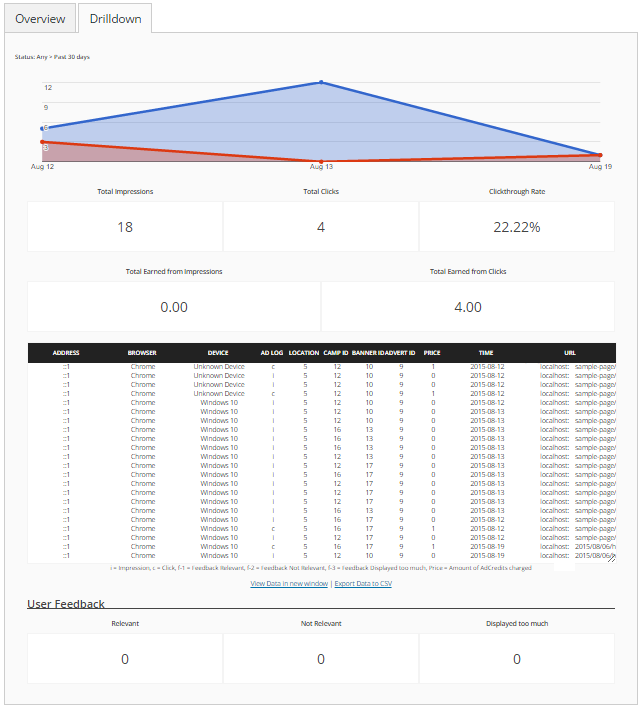 Overview
Drilldown
Status: Any • Past 30 days
12
9
6
3
Aug 12
Aug 13
Aug 19
Total Impressions
Total Clicks
Clickthrough Rate
18
4
22.22%
Total Earned from Impressions
Total Earned from Clicks
0.00
4.00
ADDRESS BROWSER DEVICE AD LOG LOCATION CAMP ID BANNER ID ADVERT ID PRICE TIME URL
::1 Chrome Unknown Device c 5 12 10 9 1 2015-08-12 localhost: sample-page/
::1 Chrome Unknown Device i 5 16 10 9 0 2015-08-12 localhost: sample-page/
::1 Chrome Unknown Device i 5 12 10 9 0 2015-08-12 localhost: sample-page/
::1 Chrome Unknown Device c 5 12 10 9 1 2015-08-12 localhost: sample-page/
::1 Chrome Windows 10 i 5 12 10 9 0 2015-08-12 localhost: sample-page/
::1 Chrome Windows 10 i 5 12 10 9 0 2015-08-13 localhost: sample-page/
::1 Chrome Windows 10 i 5 12 10 9 0 2015-08-13 localhost: sample-page/
::1 Chrome Windows 10 i 5 16 13 9 0 2015-08-13 localhost: sample-page/
::1 Chrome Windows 10 i 5 16 13 9 0 2015-08-13 localhost: sample-page/
::1 Chrome Windows 10 i 5 16 13 9 0 2015-08-13 localhost: sample-page/
::1 Chrome Windows 10 i 5 12 13 9 0 2015-08-13 localhost: sample-page/
::1 Chrome Windows 10 i 5 12 17 9 0 2015-08-13 localhost: sample-page/
::1 Chrome Windows 10 i 5 16 17 9 0 2015-08-13 localhost: sample-page/
::1 Chrome Windows 10 i 5 16 17 9 0 2015-08-13 localhost: sample-page/
::1 Chrome Windows 10 i 5 12 17 9 0 2015-08-13 localhost: sample-page/
::1 Chrome Windows 10 i 5 12 17 9 0 2015-08-13 localhost: sample-page/
::1 Chrome Windows 10 i 5 16 13 9 0 2015-08-13 localhost: sample-page/
::1 Chrome Windows 10 i 5 16 17 9 0 2015-08-12 localhost: sample-page/
::1 Chrome Windows 10 c 5 16 17 9 1 2015-08-12 localhost: sample-page/
::1 Chrome Windows 10 i 5 12 17 9 0 2015-08-12 localhost: sample-page/
::1 Chrome Windows 10 c 5 16 17 9 1 2015-08-19 localhost: 2015/08/06/h
::1 Chrome Windows 10 i 5 12 10 9 0 2015-08-19 localhost: 2015/08/06/h
i = Impression, c = Click, f-1 = Feedback Relevant, f-2 = Feedback Not Relevant, f-3 = Feedback Displayed too much, Price = Amount of AdCredits charged
View Data in new window | Export Data to CSV
User Feedback
Relevant
Not Relevant
Displayed too much
0
0
0